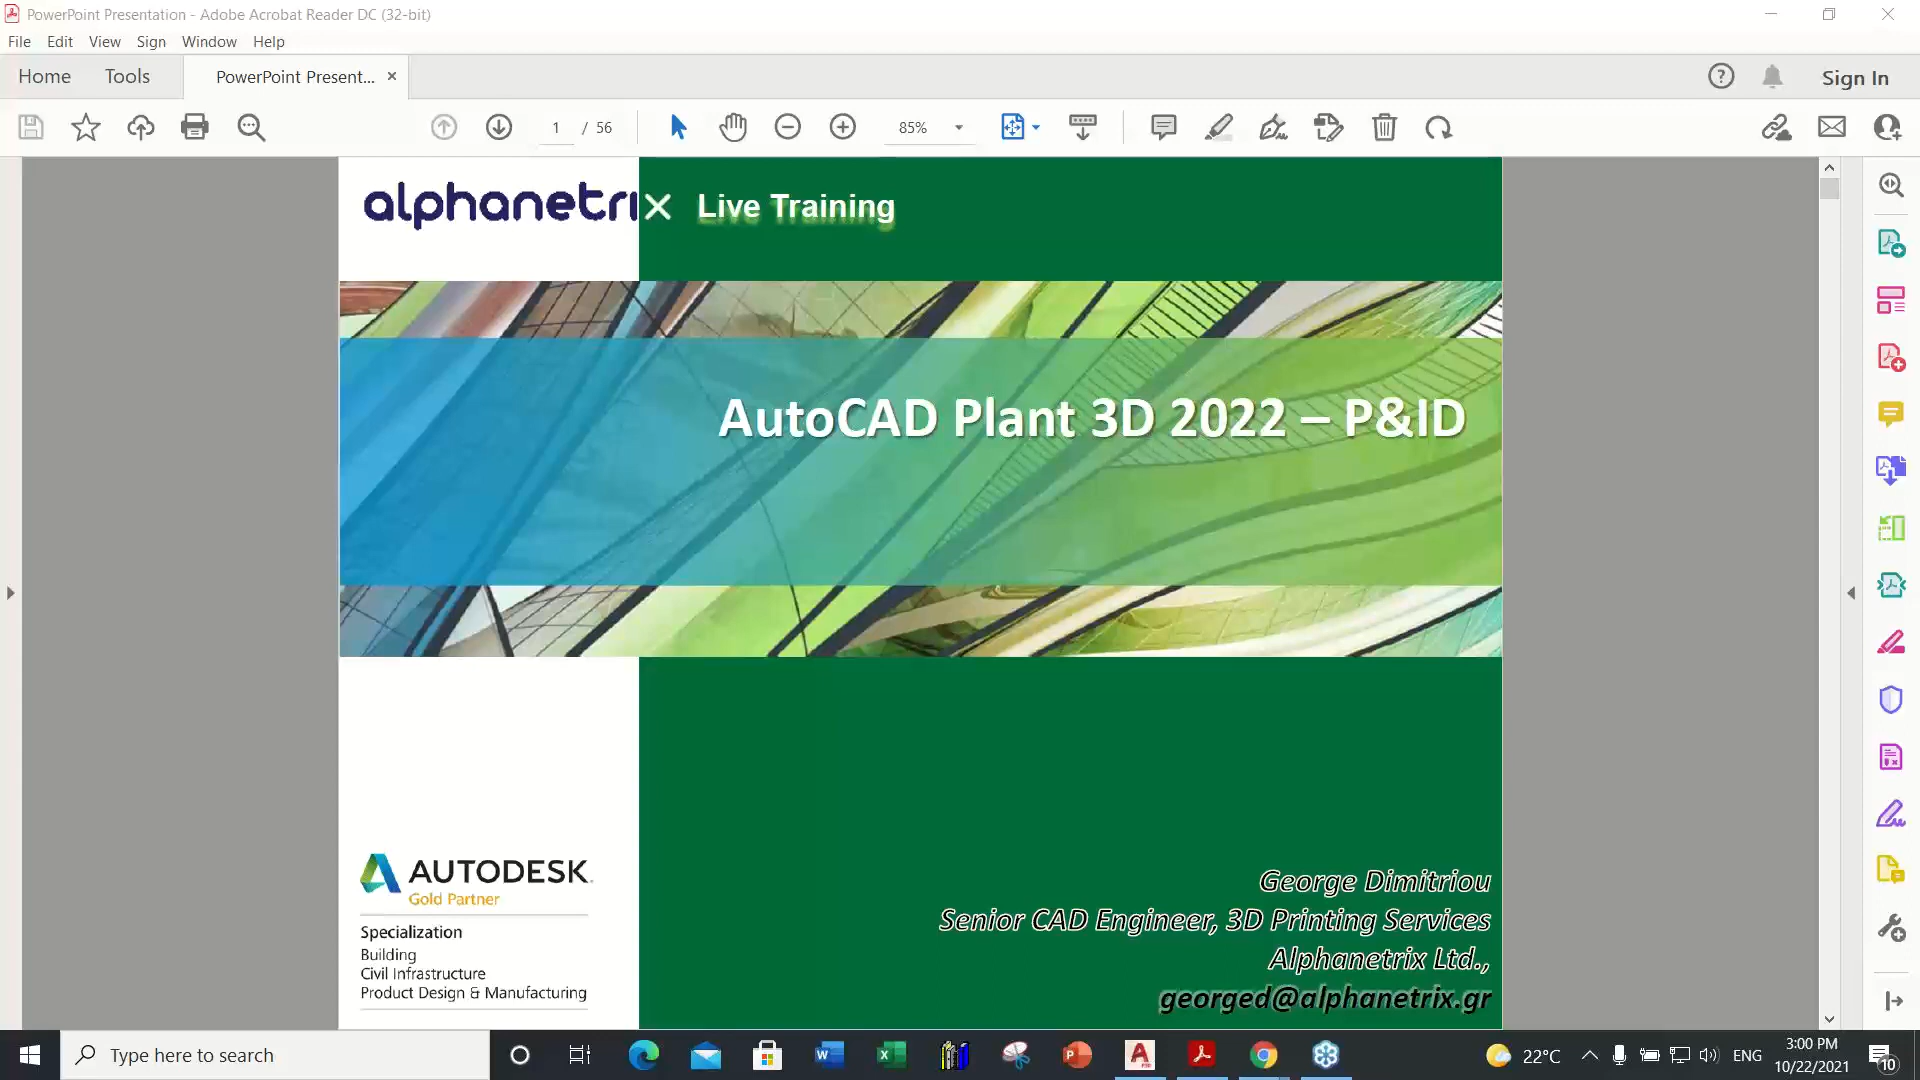 PowerPoint Presentation - Adobe Acrobat Reader DC (32-bit)
File Edit View Sign Window Help
Home Tools PowerPoint Present... Sign In
1 / 56 85%
alphanetrix Live Training
AutoCAD Plant 3D 2022 – P&ID
AUTODESK.
Gold Partner
Specialization
Building
Civil Infrastructure
Product Design & Manufacturing
George Dimitriou
Senior CAD Engineer, 3D Printing Services
Alphanetrix Ltd.,
georged@alphanetrix.gr
Type here to search
22°C
ENG
3:00 PM
10/22/2021
10